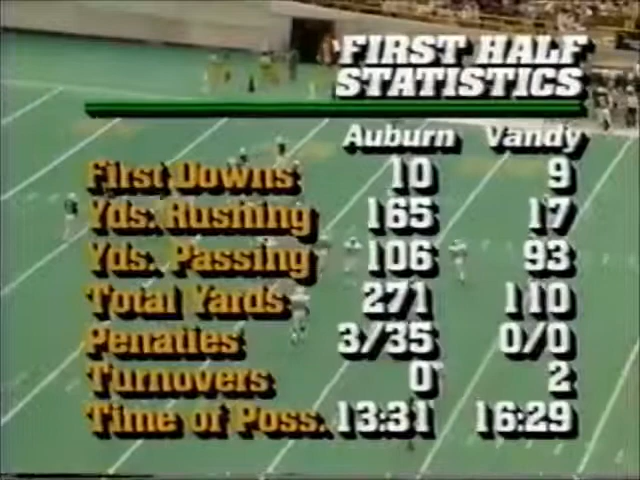 FIRST HALF
STATISTICS
Auburn Vandy
First Downs 10 9
Yds. Rushing 165 17
Yds. Passing 106 93
Total Yards 271 110
Penalties 3/35 0/0
Turnovers 0 2
Time of Poss. 13:31 16:29